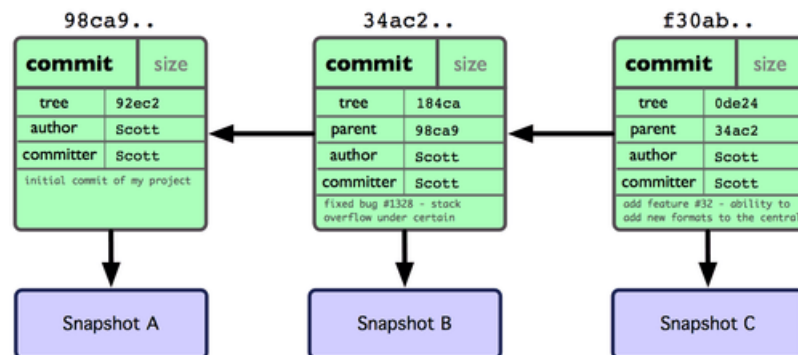 98ca9..
commit size
tree 92ec2
author Scott
committer Scott
initial commit of my project
Snapshot A
34ac2..
commit size
tree 184ca
parent 98ca9
author Scott
committer Scott
fixed bug #1328 - stack
overflow under certain
Snapshot B
f30ab..
commit size
tree 0de24
parent 34ac2
author Scott
committer Scott
add feature #32 - ability to
add new formats to the central
Snapshot C